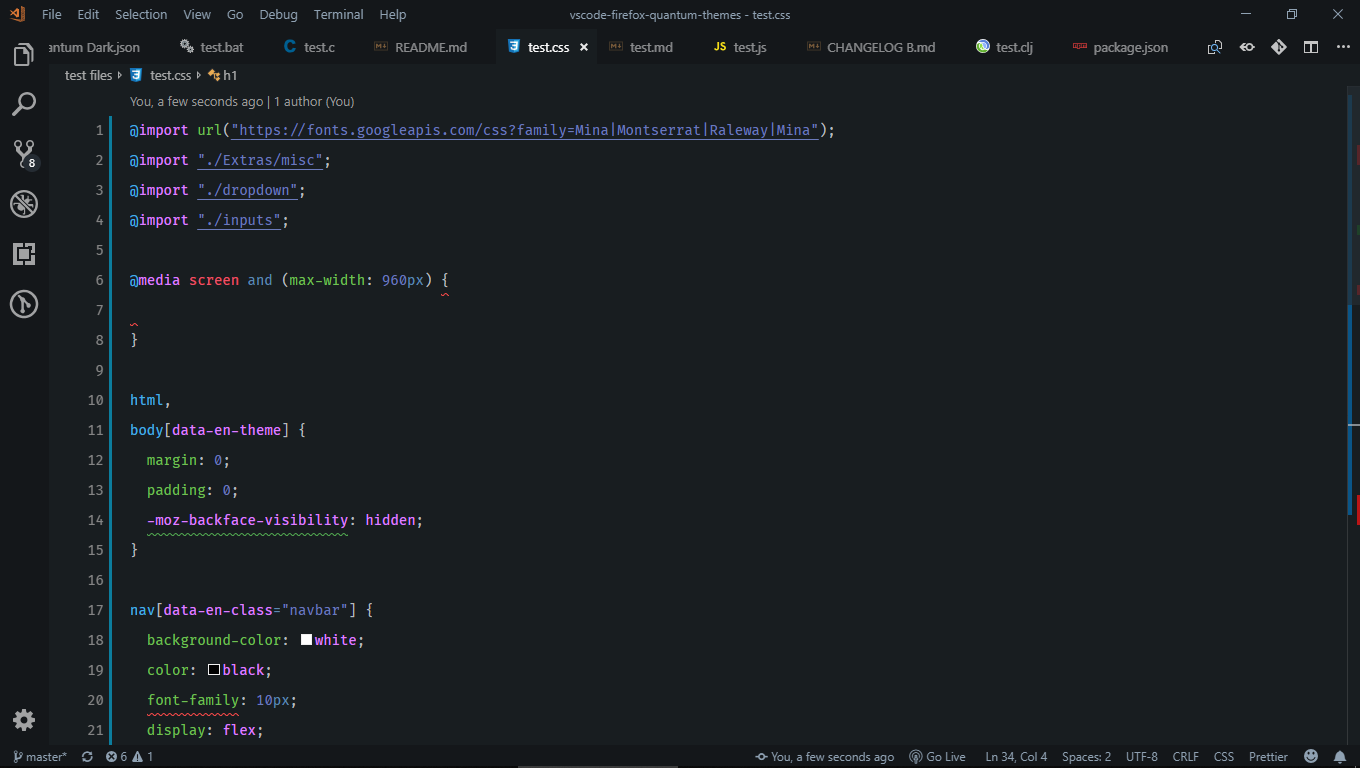 File Edit Selection View Go Debug Terminal Help vscode-firefox-quantum-themes - test.css
antum Dark.json test.bat C test.c README.md test.css test.md JS test.js CHANGELOG B.md test.clj package.json
test files test.css h1
You, a few seconds ago | 1 author (You)
1 @import url("https://fonts.googleapis.com/css?family=Mina|Montserrat|Raleway|Mina");
2 @import "./Extras/misc";
3 @import "./dropdown";
4 @import "./inputs";
5
6 @media screen and (max-width: 960px) {
7
8 }
9
10 html,
11 body[data-en-theme] {
12 margin: 0;
13 padding: 0;
14 -moz-backface-visibility: hidden;
15 }
16
17 nav[data-en-class="navbar"] {
18 background-color: white;
19 color: black;
20 font-family: 10px;
21 display: flex;
8
master* 6 1 You, a few seconds ago Go Live Ln 34, Col 4 Spaces: 2 UTF-8 CRLF CSS Prettier